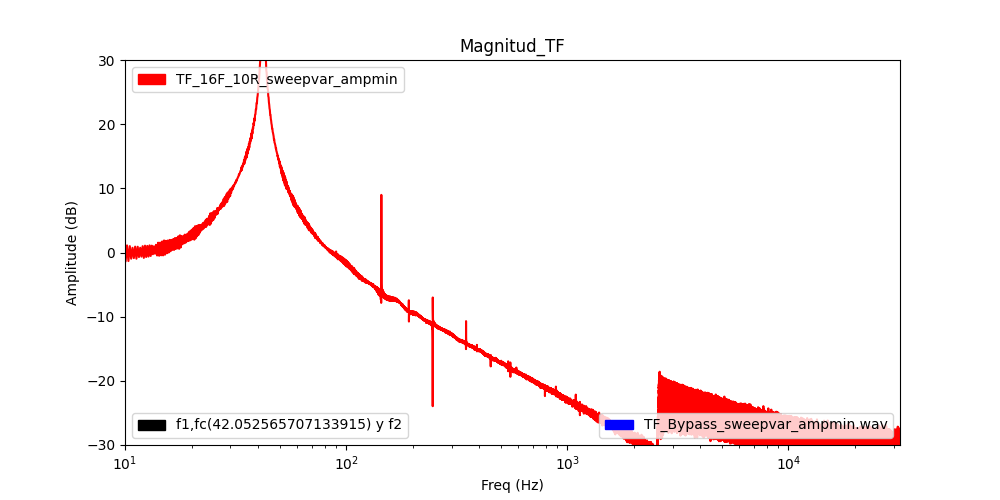 Magnitud_TF
30
20
10
0
−10
−20
−30
Amplitude (dB)
TF_16F_10R_sweepvar_ampmin
f1,fc(42.052565707133915) y f2
TF_Bypass_sweepvar_ampmin.wav
10¹
10²
10³
10⁴
Freq (Hz)